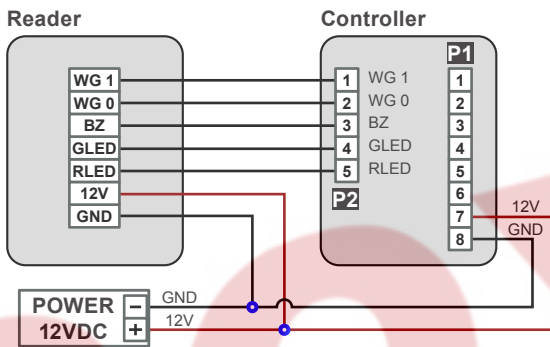 Reader
Controller
P1
WG 1
1 WG 1
1
WG 0
2 WG 0
2
BZ
3 BZ
3
GLED
4 GLED
4
RLED
5 RLED
5
12V
P2
6
GND
7
12V
8
GND
POWER
12VDC
−
+
GND
12V